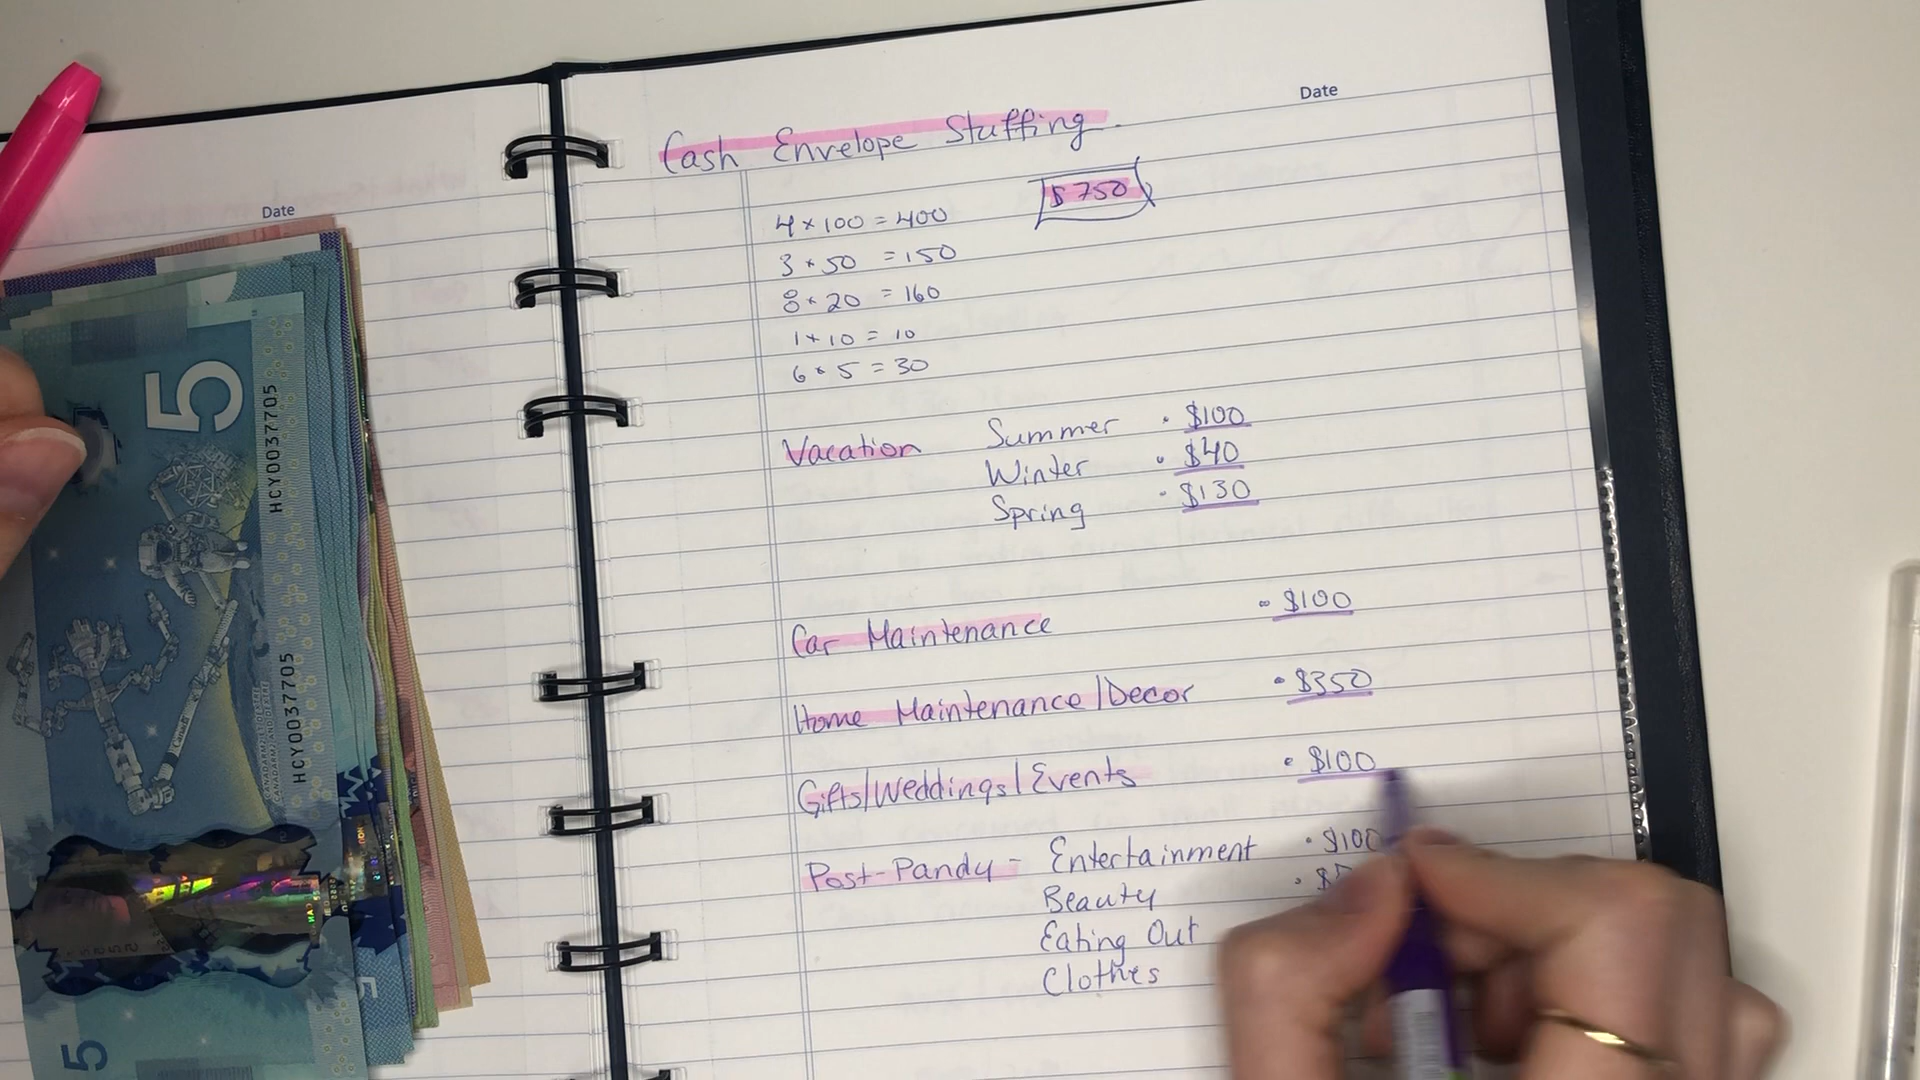 Date
Date
Cash Envelope Stuffing
$750
4 × 100 = 400
3 × 50 = 150
8 × 20 = 160
1 × 10 = 10
6 × 5 = 30
Vacation Summer · $100
Winter · $40
Spring · $130
Car Maintenance · $100
Home Maintenance/Decor · $350
Gifts/Weddings/Events · $100
Post-Pandy - Entertainment · $100
Beauty
Eating Out
Clothes
5
HCY0037705
HCY0037705
Canada
5
5